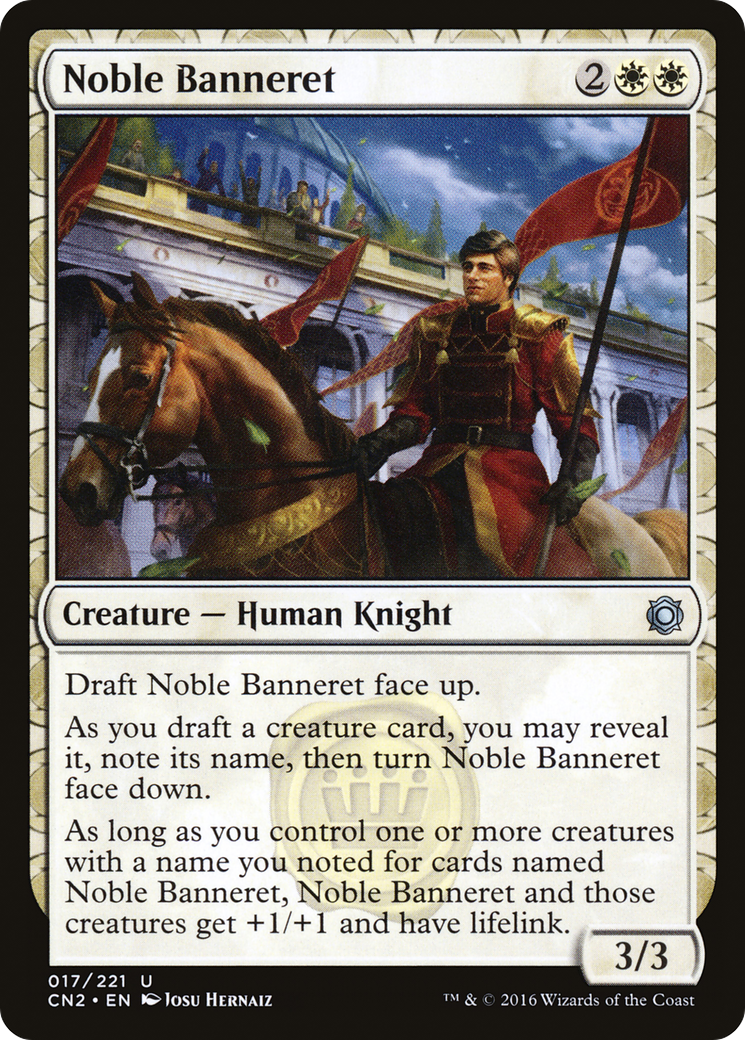 Noble Banneret 2
Creature — Human Knight
Draft Noble Banneret face up.
As you draft a creature card, you may reveal
it, note its name, then turn Noble Banneret
face down.
As long as you control one or more creatures
with a name you noted for cards named
Noble Banneret, Noble Banneret and those
creatures get +1/+1 and have lifelink.
3/3
017/221 U
CN2 • EN Josu Hernaiz
™ & © 2016 Wizards of the Coast